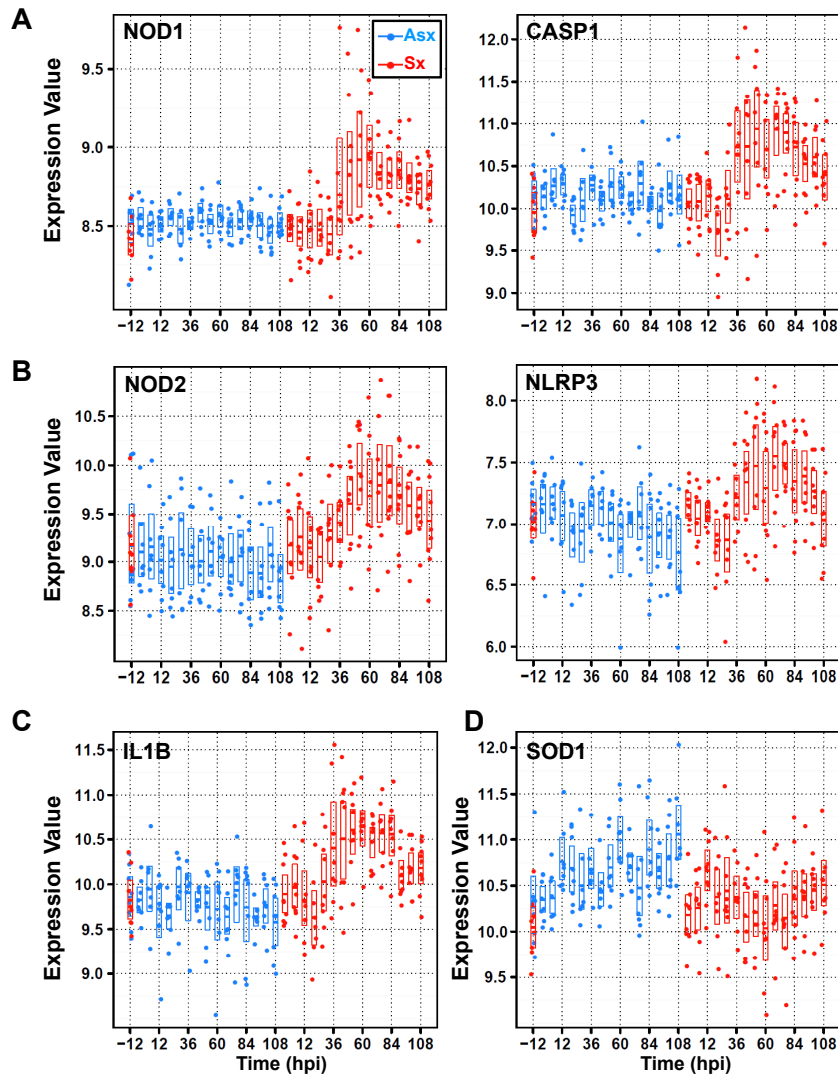 A
NOD1
Asx
Sx
Expression Value
9.5
9.0
8.5
−12 12 36 60 84 108 12 36 60 84 108
CASP1
12.0
11.5
11.0
10.5
10.0
9.5
9.0
−12 12 36 60 84 108 12 36 60 84 108
B
NOD2
Expression Value
10.5
10.0
9.5
9.0
8.5
−12 12 36 60 84 108 12 36 60 84 108
NLRP3
8.0
7.5
7.0
6.5
6.0
−12 12 36 60 84 108 12 36 60 84 108
C
IL1B
Expression Value
11.5
11.0
10.5
10.0
9.5
9.0
−12 12 36 60 84 108 12 36 60 84 108
Time (hpi)
D
SOD1
Expression Value
12.0
11.5
11.0
10.5
10.0
9.5
−12 12 36 60 84 108 12 36 60 84 108
Time (hpi)